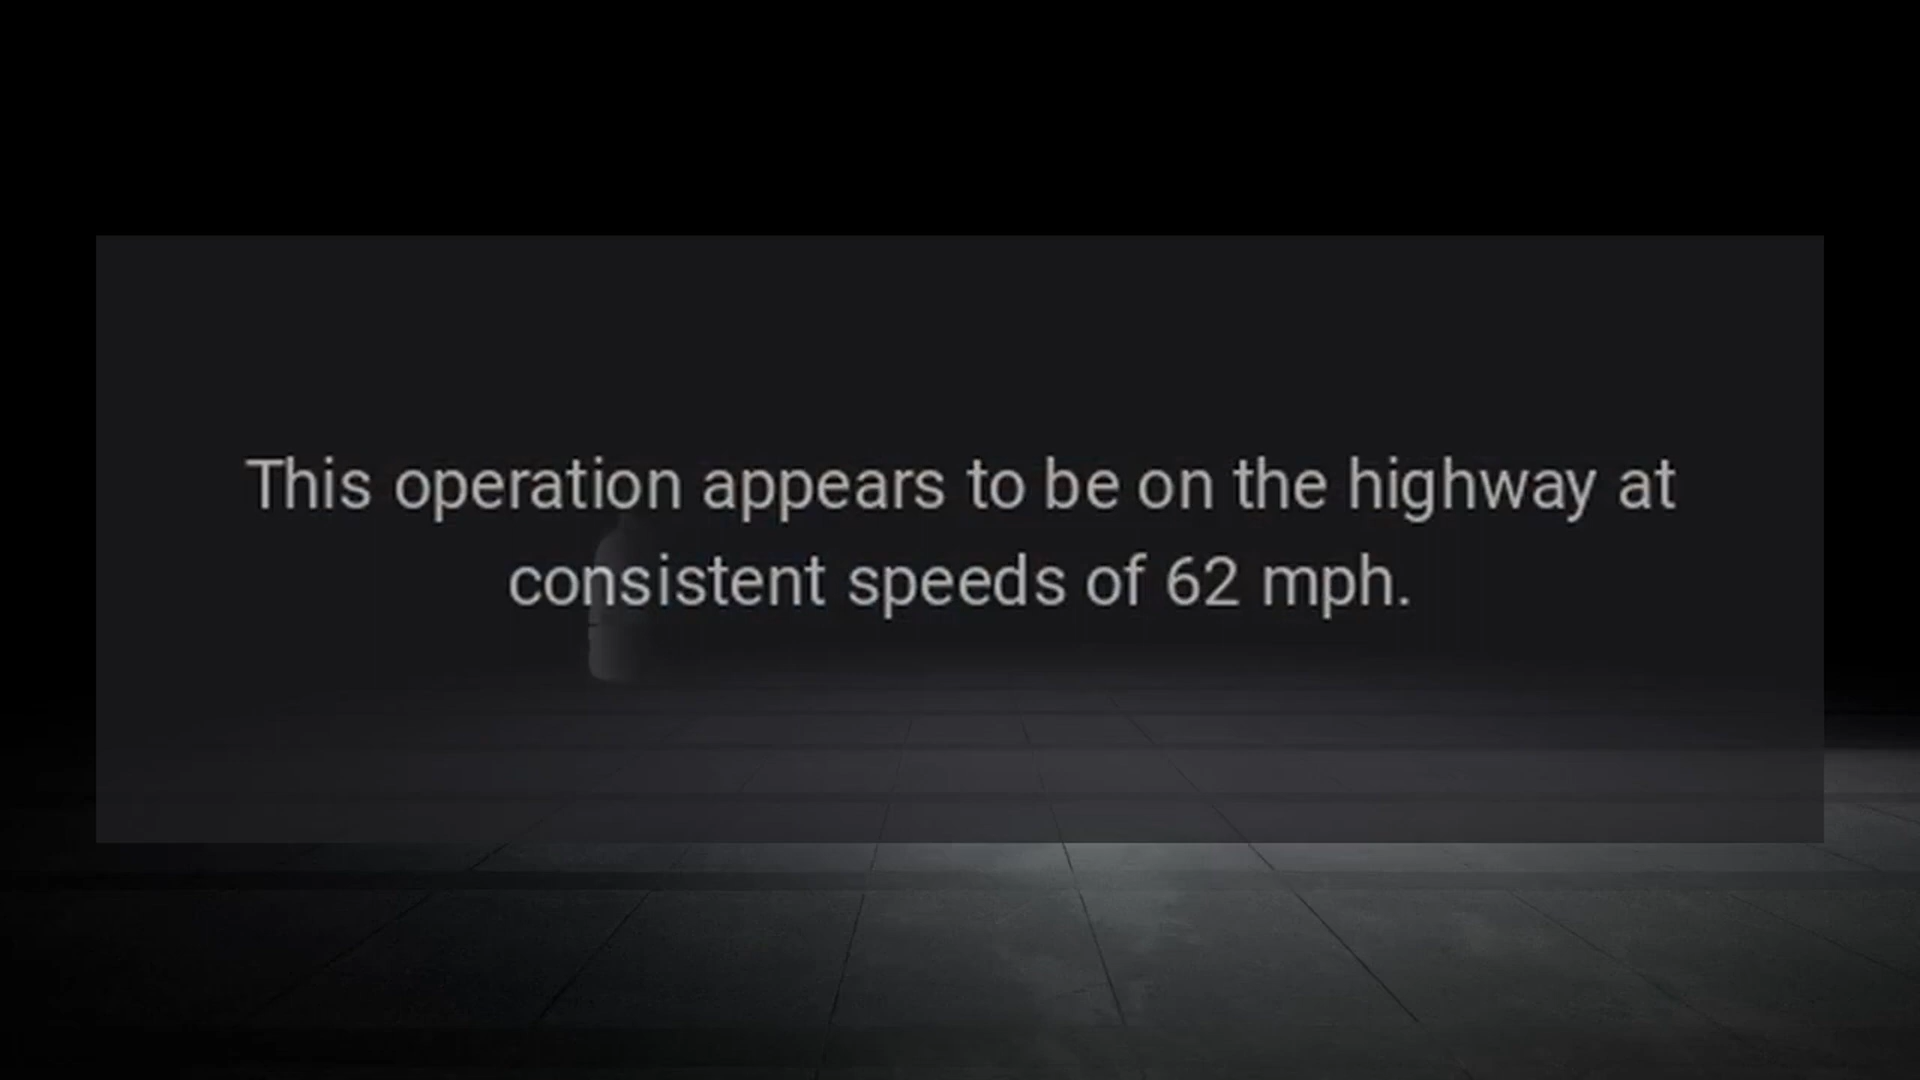 This operation appears to be on the highway at
consistent speeds of 62 mph.